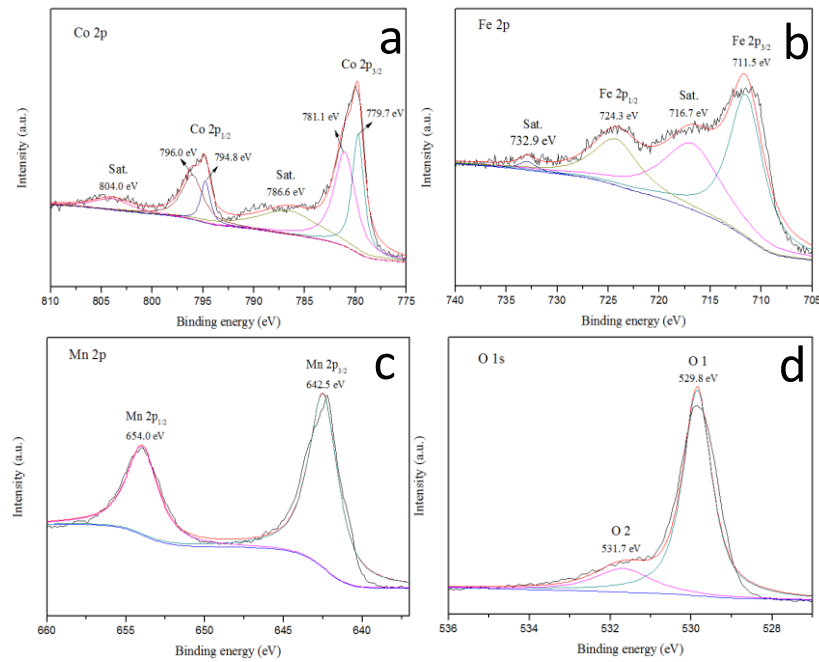 Co 2p
a
Co 2p3/2
781.1 eV
779.7 eV
Co 2p1/2
796.0 eV
794.8 eV
Sat.
804.0 eV
Sat.
786.6 eV
Intensity (a.u.)
810 805 800 795 790 785 780 775
Binding energy (eV)
Fe 2p
b
Fe 2p3/2
711.5 eV
Sat.
716.7 eV
Fe 2p1/2
724.3 eV
Sat.
732.9 eV
Intensity (a.u.)
740 735 730 725 720 715 710 705
Binding energy (eV)
Mn 2p
c
Mn 2p3/2
642.5 eV
Mn 2p1/2
654.0 eV
Intensity (a.u.)
660 655 650 645 640
Binding energy (eV)
O 1s
d
O 1
529.8 eV
O 2
531.7 eV
Intensity (a.u.)
536 534 532 530 528
Binding energy (eV)